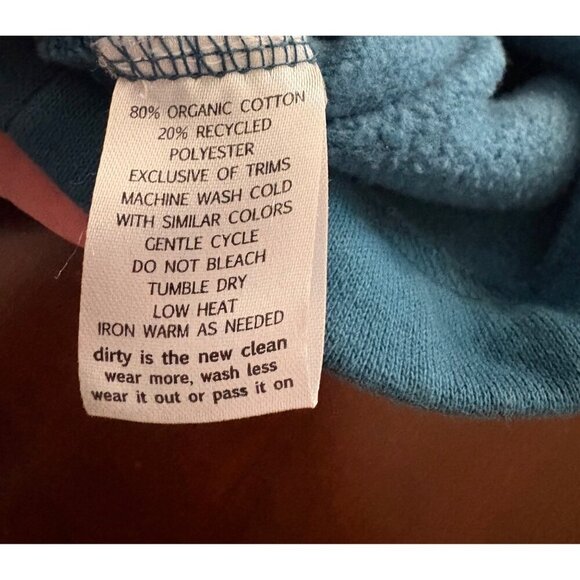 80% ORGANIC COTTON
20% RECYCLED
POLYESTER
EXCLUSIVE OF TRIMS
MACHINE WASH COLD
WITH SIMILAR COLORS
GENTLE CYCLE
DO NOT BLEACH
TUMBLE DRY
LOW HEAT
IRON WARM AS NEEDED
dirty is the new clean
wear more, wash less
wear it out or pass it on